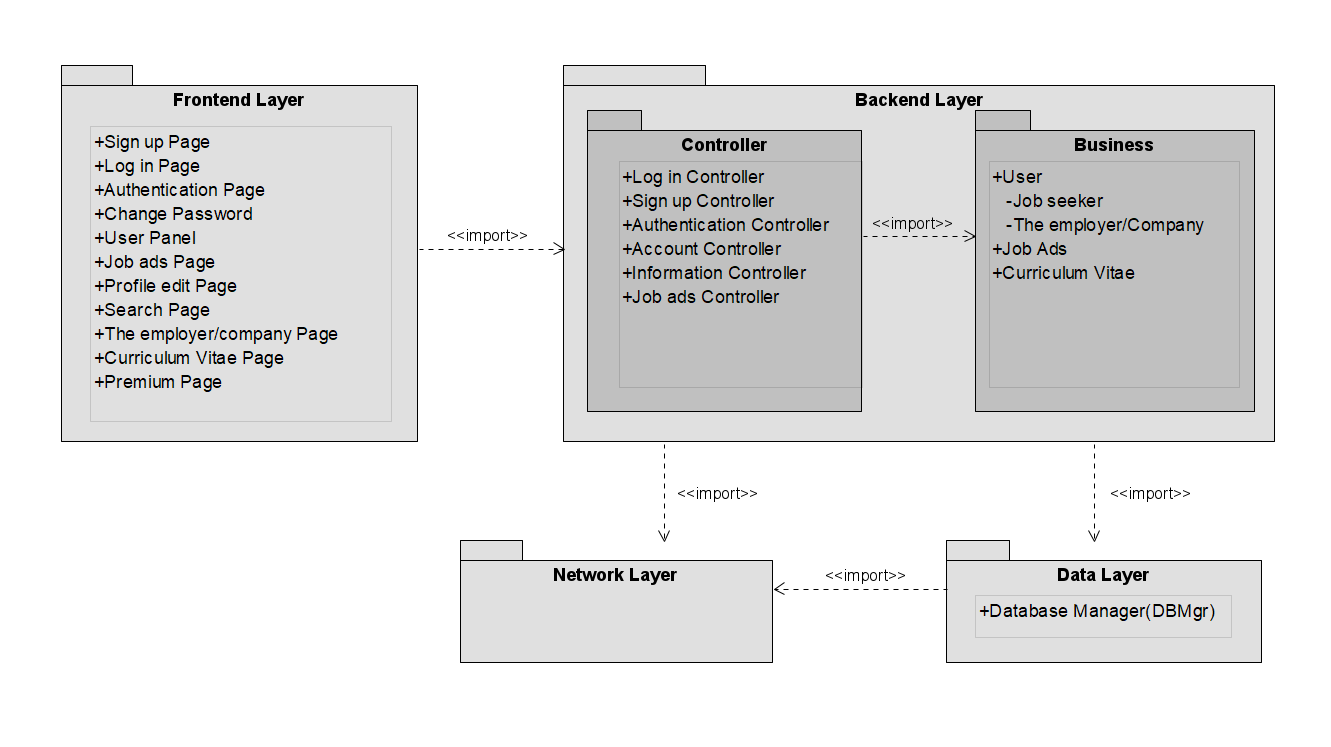 Frontend Layer
+Sign up Page
+Log in Page
+Authentication Page
+Change Password
+User Panel
+Job ads Page
+Profile edit Page
+Search Page
+The employer/company Page
+Curriculum Vitae Page
+Premium Page
<<import>>
Backend Layer
Controller
+Log in Controller
+Sign up Controller
+Authentication Controller
+Account Controller
+Information Controller
+Job ads Controller
<<import>>
Business
+User
-Job seeker
-The employer/Company
+Job Ads
+Curriculum Vitae
<<import>>
<<import>>
Network Layer
<<import>>
Data Layer
+Database Manager(DBMgr)